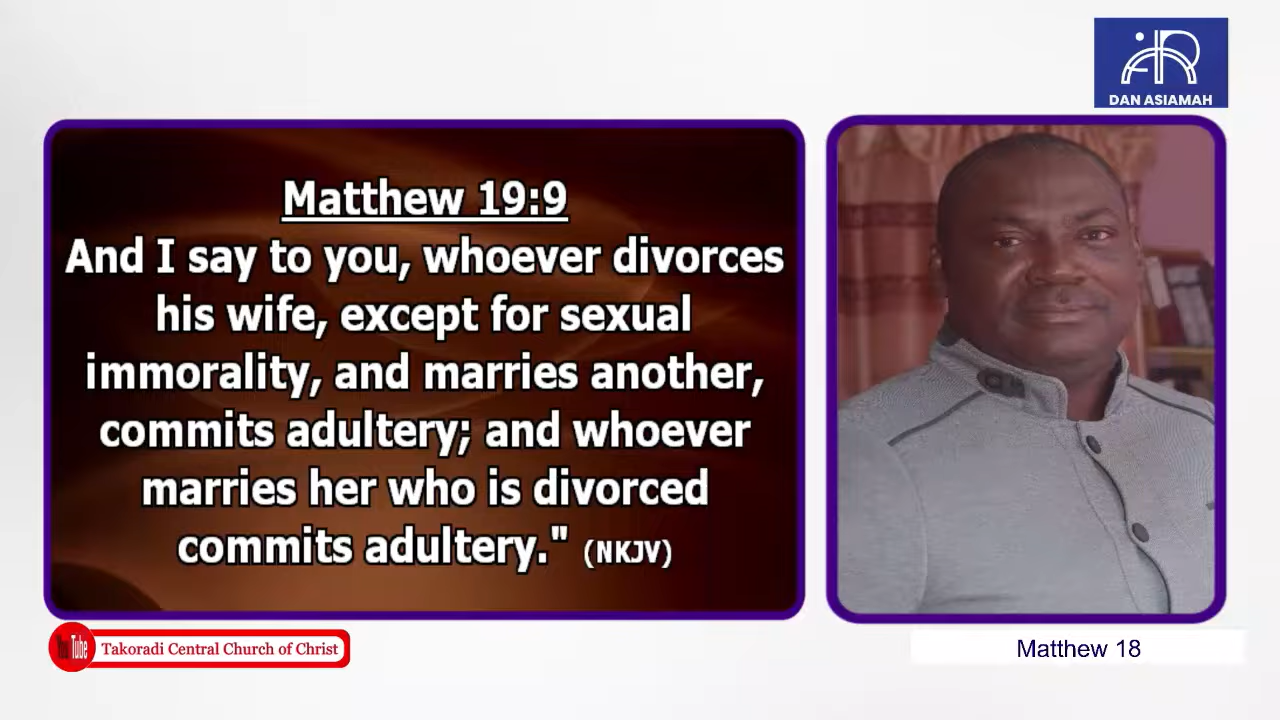 DAN ASIAMAH
Matthew 19:9
And I say to you, whoever divorces
his wife, except for sexual
immorality, and marries another,
commits adultery; and whoever
marries her who is divorced
commits adultery." (NKJV)
You Tube Takoradi Central Church of Christ
Matthew 18